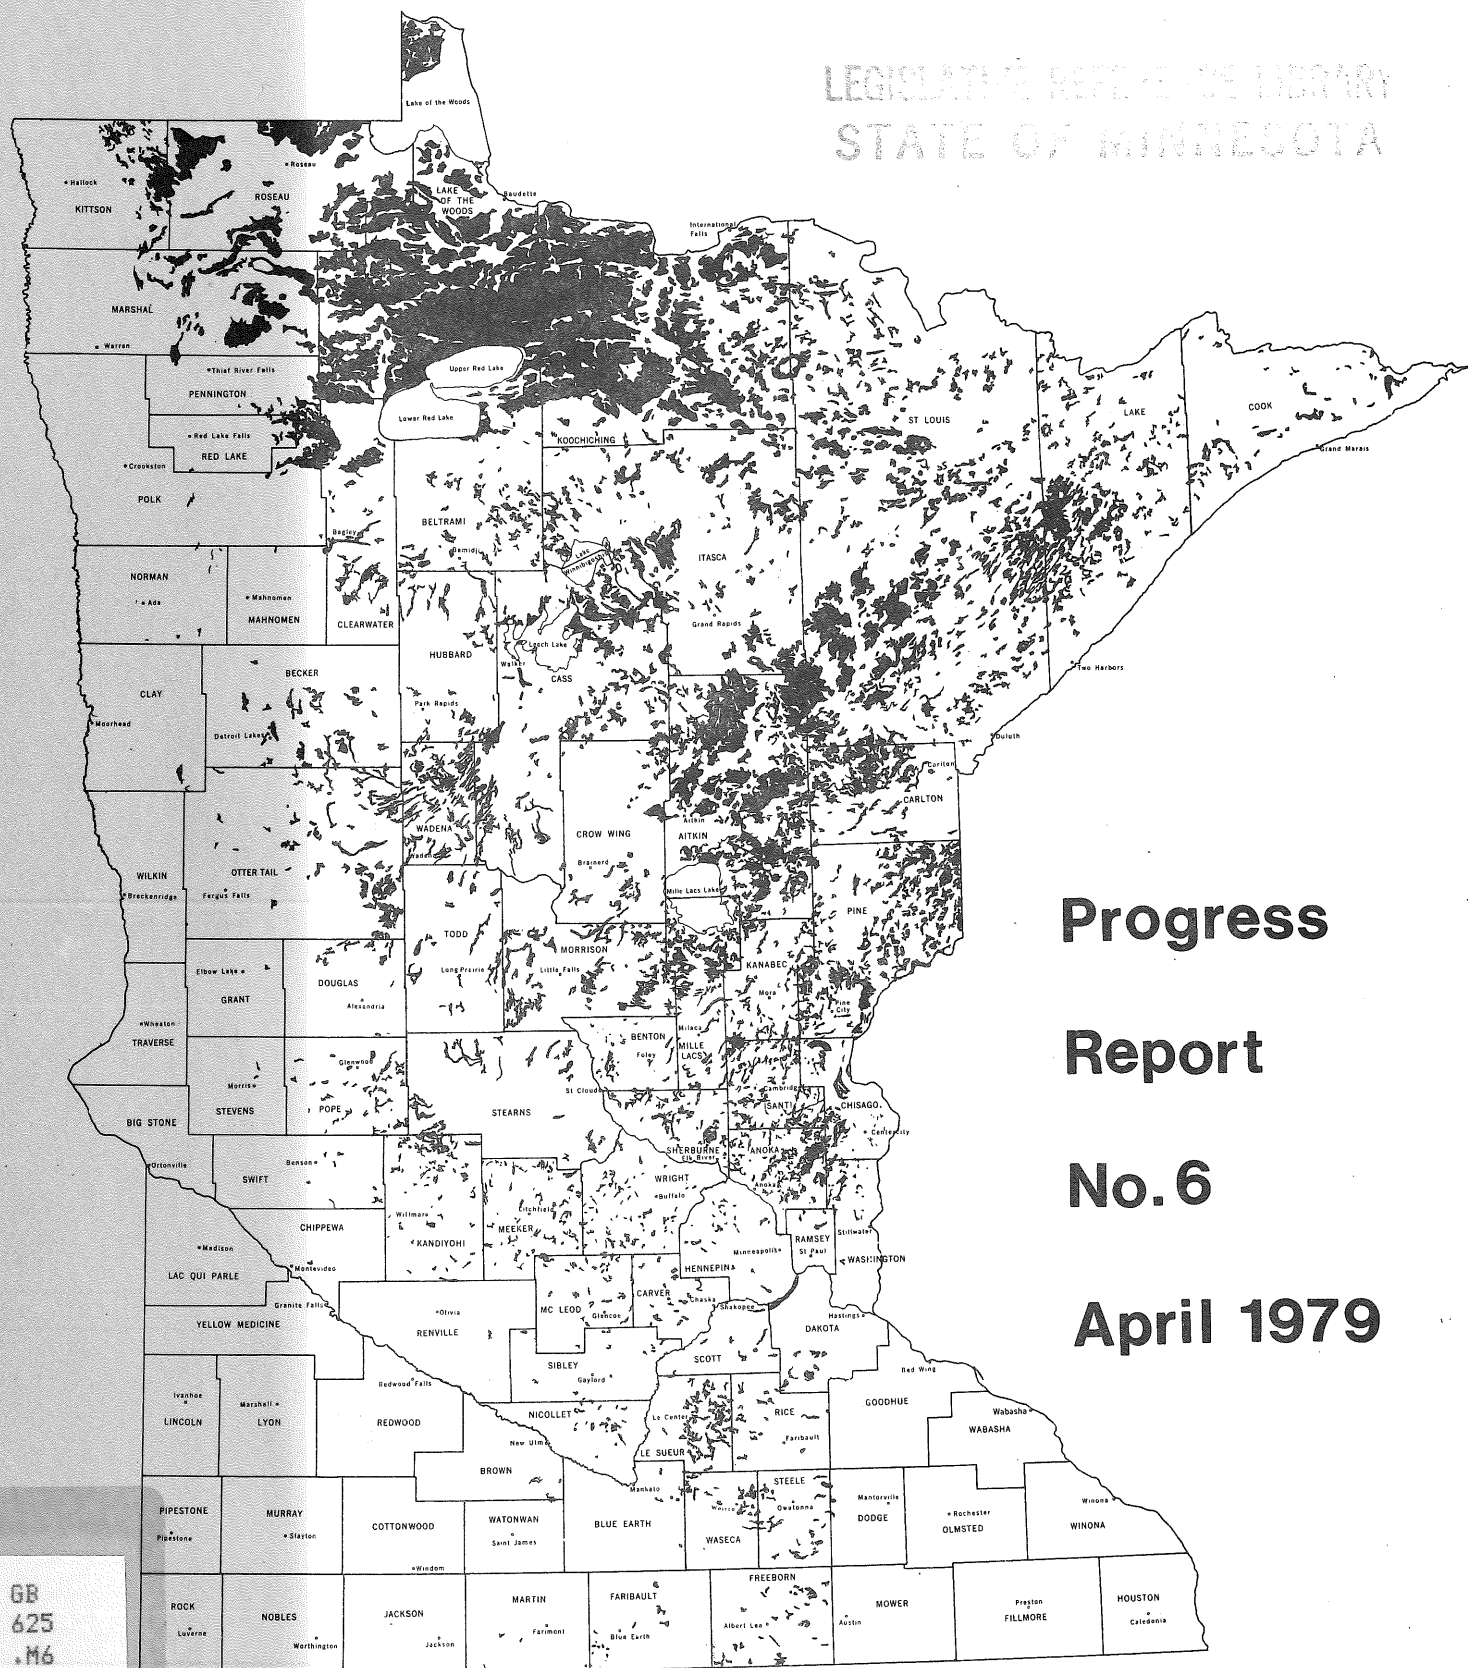 LEGISLATIVE REFERENCE LIBRARY
STATE OF MINNESOTA
Lake of the Woods
Roseau
Hallock
KITTSON
ROSEAU
LAKE
OF THE
WOODS
Baudette
International
Falls
MARSHAL
Warren
Thief River Falls
PENNINGTON
Upper Red Lake
Lower Red Lake
Red Lake Falls
RED LAKE
Crookston
POLK
KOOCHICHING
ST LOUIS
LAKE
COOK
Grand Marais
BELTRAMI
Bagley
Bemidji
Lake
Winnibigoshish
ITASCA
NORMAN
Ada
Mahnomen
MAHNOMEN
CLEARWATER
Grand Rapids
HUBBARD
Leech Lake
Walker
CASS
Two Harbors
BECKER
CLAY
Park Rapids
Moorhead
Detroit Lakes
Duluth
Carlton
CARLTON
WADENA
Wadena
CROW WING
Brainerd
Aitkin
AITKIN
WILKIN
Breckenridge
OTTER TAIL
Fergus Falls
Mille Lacs Lake
PINE
Progress
TODD
MORRISON
Long Prairie
Little Falls
KANABEC
Mora
Elbow Lake
GRANT
DOUGLAS
Alexandria
Pine
City
Wheaton
TRAVERSE
BENTON
Foley
Milaca
MILLE
LACS
Report
Glenwood
Morris
STEVENS
POPE
St Cloud
STEARNS
Cambridge
ISANTI
CHISAGO
Center City
BIG STONE
Ortonville
Benson
SWIFT
SHERBURNE
Elk River
ANOKA
Anoka
WRIGHT
Buffalo
No. 6
CHIPPEWA
Willmar
KANDIYOHI
Litchfield
MEEKER
Minneapolis
HENNEPIN
RAMSEY
St Paul
Stillwater
WASHINGTON
Madison
LAC QUI PARLE
Montevideo
Granite Falls
YELLOW MEDICINE
Olivia
RENVILLE
MC LEOD
Glencoe
CARVER
Chaska
Shakopee
Hastings
DAKOTA
April 1979
SIBLEY
Gaylord
SCOTT
Red Wing
Ivanhoe
LINCOLN
Marshall
LYON
Redwood Falls
REDWOOD
NICOLLET
New Ulm
Le Center
LE SUEUR
RICE
Faribault
GOODHUE
Wabasha
WABASHA
BROWN
Mankato
STEELE
Owatonna
Waseca
WASECA
Mantorville
DODGE
Rochester
OLMSTED
Winona
WINONA
PIPESTONE
Pipestone
MURRAY
Slayton
COTTONWOOD
Windom
WATONWAN
Saint James
BLUE EARTH
FREEBORN
Albert Lea
ROCK
Luverne
NOBLES
Worthington
JACKSON
Jackson
MARTIN
Fairmont
FARIBAULT
Blue Earth
MOWER
Austin
Preston
FILLMORE
HOUSTON
Caledonia
GB
625
.M6